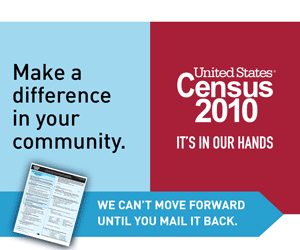 Make a
difference
in your
community.
United States®
Census
2010
IT'S IN OUR HANDS
WE CAN'T MOVE FORWARD
UNTIL YOU MAIL IT BACK.